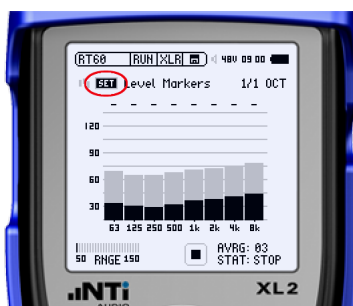 RT60 RUN XLR 48V 09:00
SET Level Markers 1/1 OCT
- - - - - - - -
120
90
60
30
63 125 250 500 1k 2k 4k 8k
AVRG: 03
50 RNGE 150 STAT: STOP
NTi XL2
AUDIO